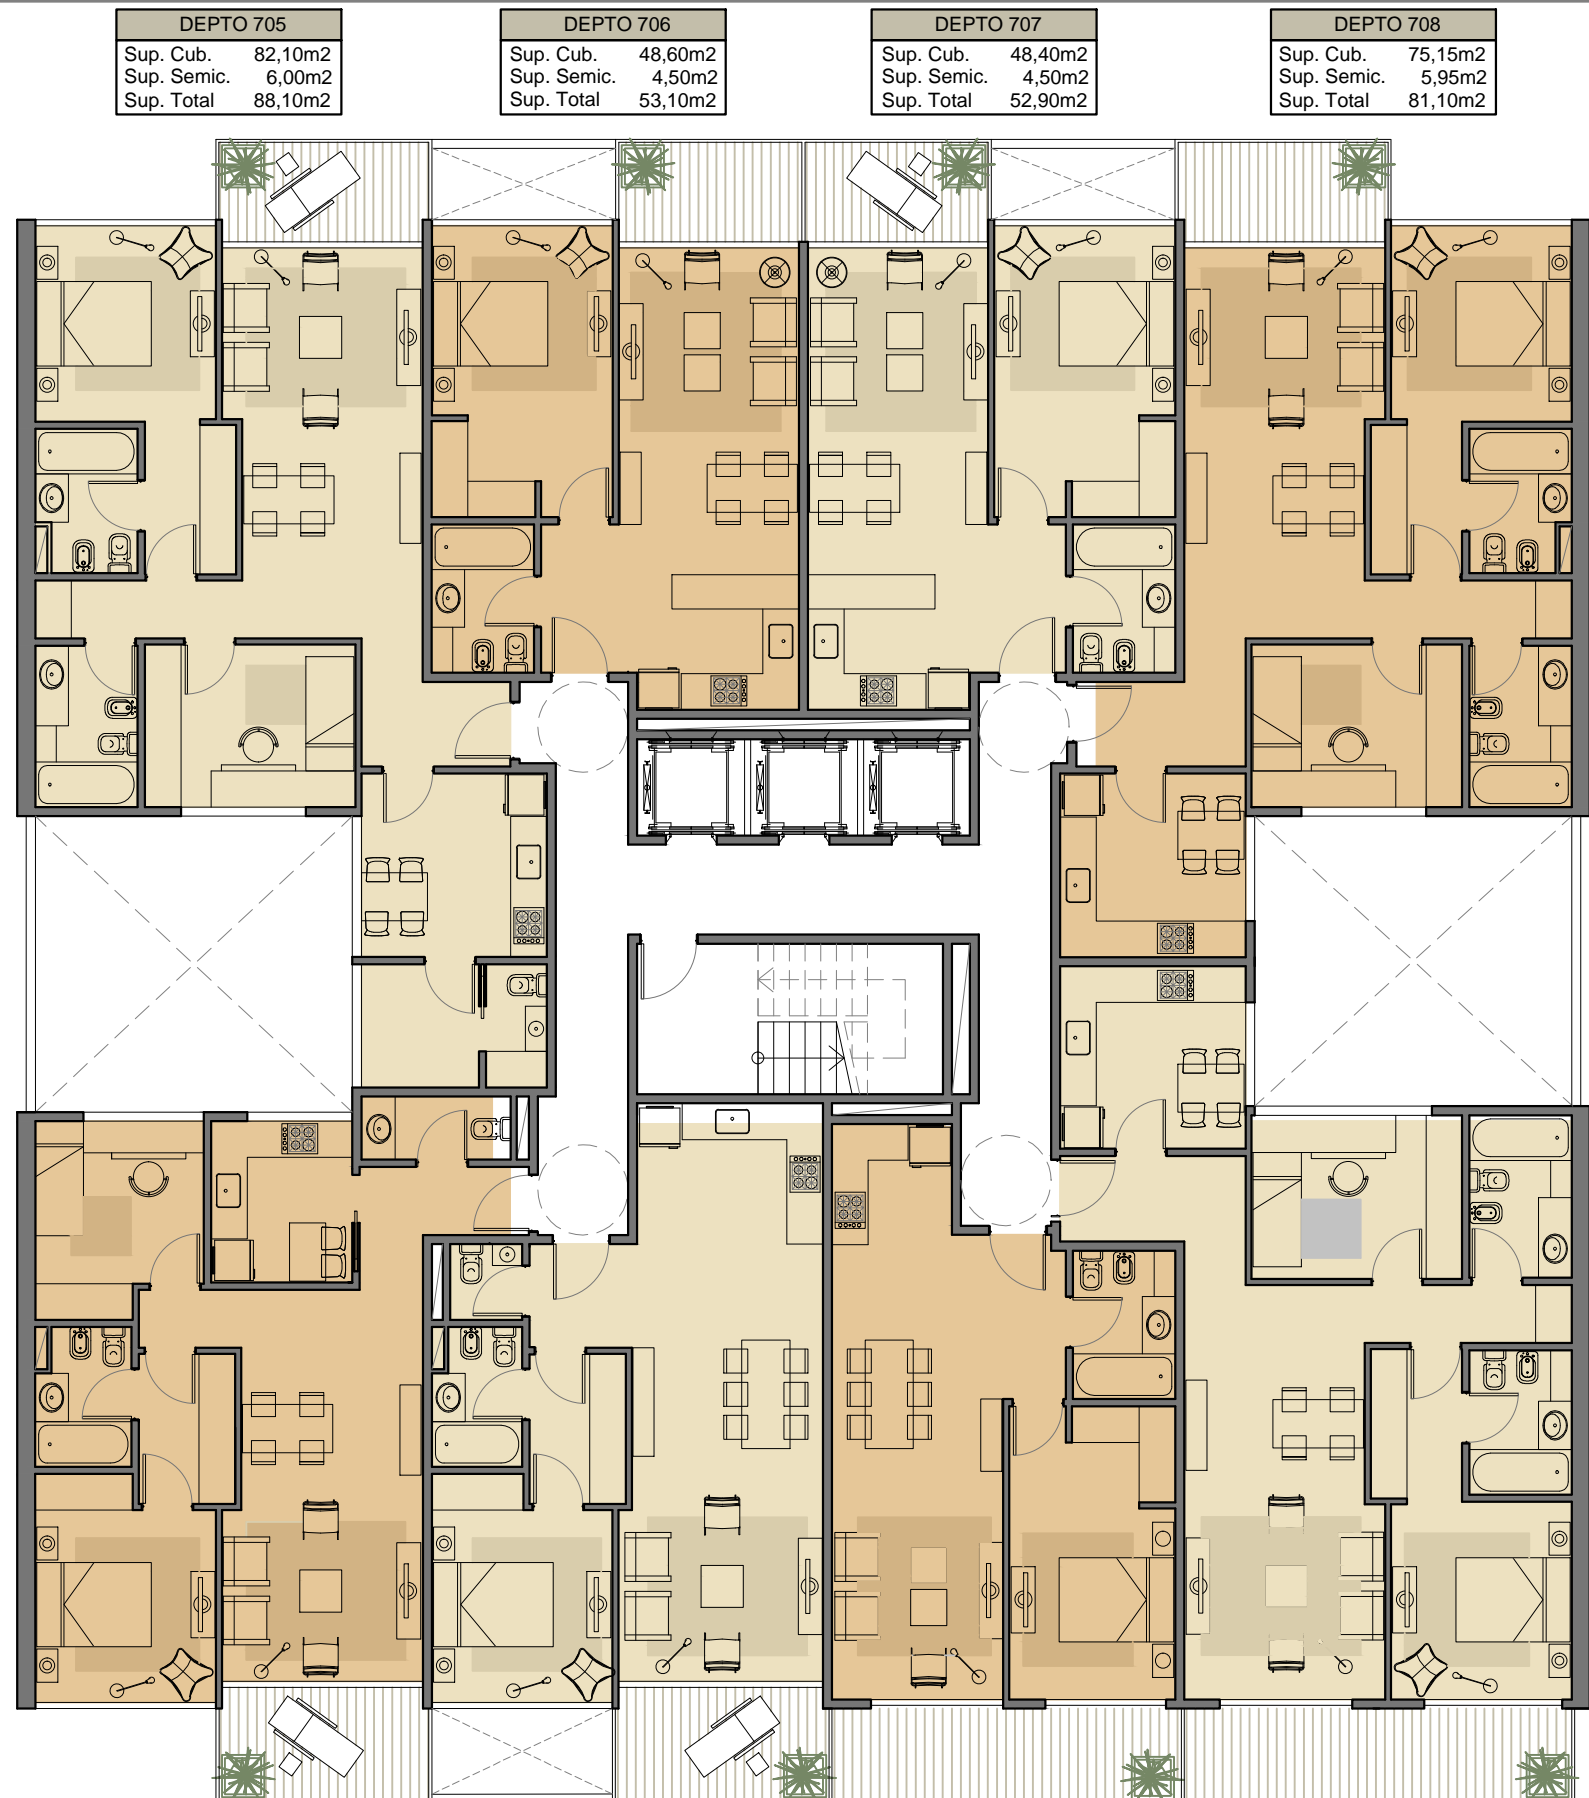 DEPTO 705
Sup. Cub. 82,10m2
Sup. Semic. 6,00m2
Sup. Total 88,10m2
DEPTO 706
Sup. Cub. 48,60m2
Sup. Semic. 4,50m2
Sup. Total 53,10m2
DEPTO 707
Sup. Cub. 48,40m2
Sup. Semic. 4,50m2
Sup. Total 52,90m2
DEPTO 708
Sup. Cub. 75,15m2
Sup. Semic. 5,95m2
Sup. Total 81,10m2